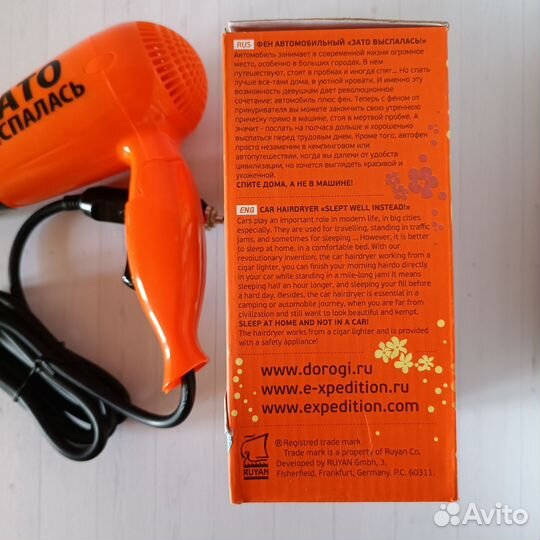 ЗАТО
ВЫСПАЛАСЬ
RUS ФЕН АВТОМОБИЛЬНЫЙ «ЗАТО ВЫСПАЛАСЬ!»
Автомобиль занимает в современной жизни огромное
место, особенно в больших городах. В нем
путешествуют, стоят в пробках и иногда спят... Но спать
лучше все-таки дома, в уютной кровати. И именно эту
возможность девушкам дает революционное
сочетание: автомобиль плюс фен. Теперь с феном от
прикуривателя вы можете закончить свою утреннюю
прическу прямо в машине, стоя в мертвой пробке. А
значит - поспать на полчаса дольше и хорошенько
выспаться перед трудовым днем. Кроме того, автофен
просто незаменим в кемпинговом или
автопутешествии, когда вы далеки от удобств
цивилизации, но хочется выглядеть красивой и
ухоженной.
СПИТЕ ДОМА, А НЕ В МАШИНЕ!
ENG CAR HAIRDRYER «SLEPT WELL INSTEAD!»
Cars play an important role in modern life, in big cities
especially. They are used for travelling, standing in traffic
jams, and sometimes for sleeping ... However, it is better
to sleep at home, in a comfortable bed. With our
revolutionary invention, the car hairdryer working from a
cigar lighter, you can finish your morning hairdo directly
in your car while standing in a mile-long jam! It means
sleeping half an hour longer, and sleeping your fill before
a hard day. Besides, the car hairdryer is essential in a
camping or automobile journey, when you are far from
civilization and still want to look beautiful and kempt.
SLEEP AT HOME AND NOT IN A CAR!
The hairdryer works from a cigar lighter and is provided
with a safety appliance!
www.dorogi.ru
www.e-xpedition.ru
www.expedition.com
® Registred trade mark.
Trade mark is a property of Ruyan Co.
Developed by RUYAN Gmbh, 3,
Fisherfield, Frankfurt, Germany, P.C. 60311.
RUYAN
Avito